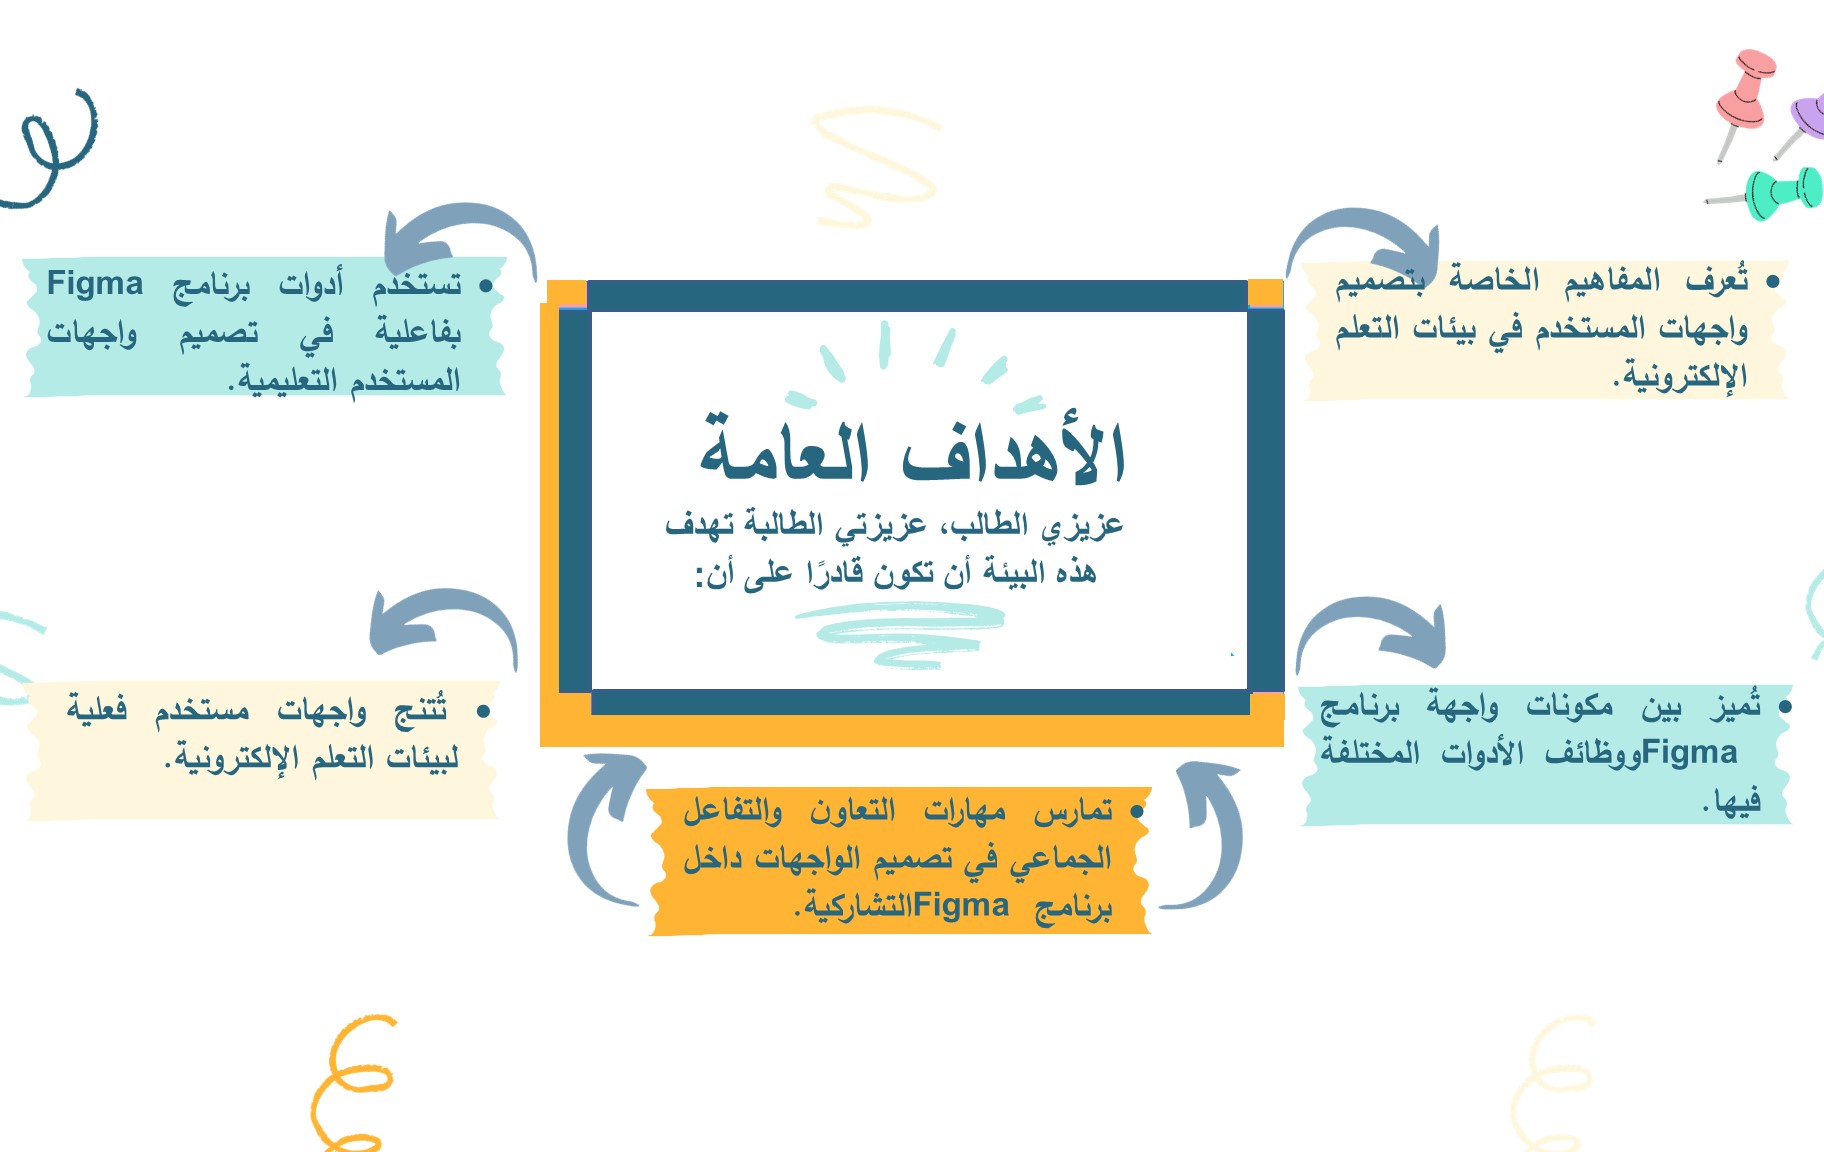 الأهداف العامة
عزيزي الطالب، عزيزتي الطالبة تهدف
هذه البيئة أن تكون قادرًا على أن:
• تُعرف المفاهيم الخاصة بتصميم
واجهات المستخدم في بيئات التعلم
الإلكترونية.
• تُميز بين مكونات واجهة برنامج
Figmaووظائف الأدوات المختلفة
فيها.
• تستخدم أدوات برنامج Figma
بفاعلية في تصميم واجهات
المستخدم التعليمية.
• تُتنج واجهات مستخدم فعلية
لبيئات التعلم الإلكترونية.
• تمارس مهارات التعاون والتفاعل
الجماعي في تصميم الواجهات داخل
برنامج Figmaالتشاركية.